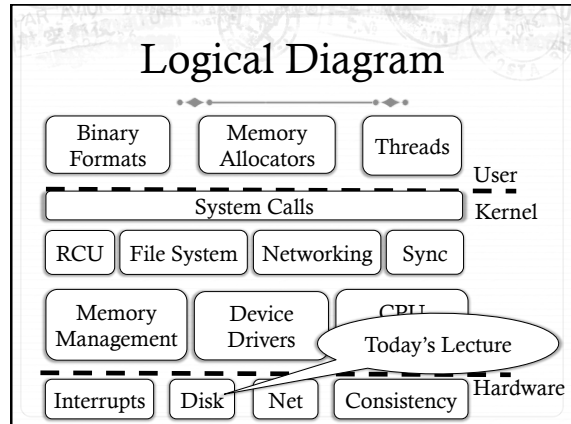 Logical Diagram
Binary
Formats
Memory
Allocators
Threads
User
System Calls
Kernel
RCU
File System
Networking
Sync
Memory
Management
Device
Drivers
CPU
Today's Lecture
Hardware
Interrupts
Disk
Net
Consistency